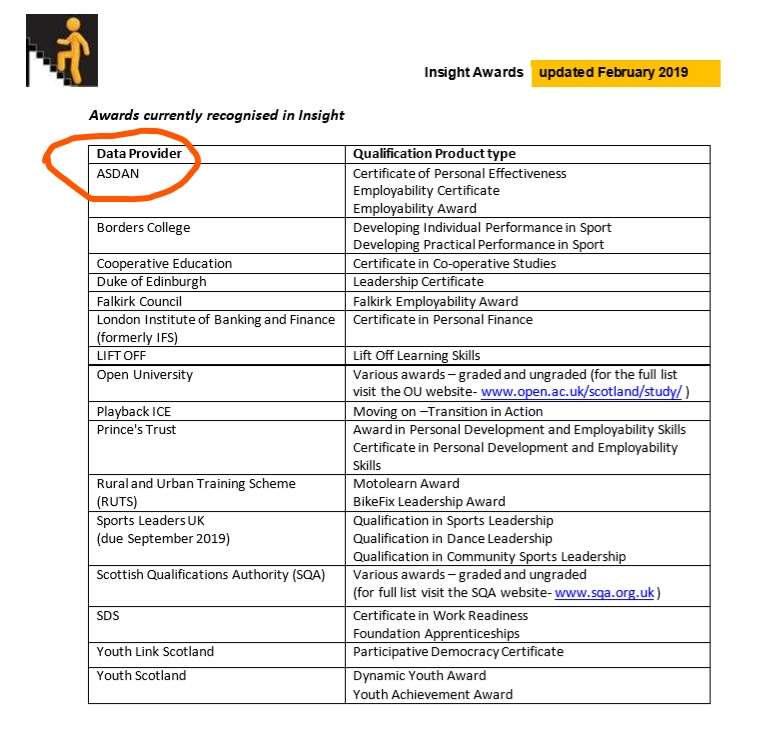 Insight Awards updated February 2019
Awards currently recognised in Insight
Data Provider Qualification Product type
ASDAN Certificate of Personal Effectiveness
Employability Certificate
Employability Award
Borders College Developing Individual Performance in Sport
Developing Practical Performance in Sport
Cooperative Education Certificate in Co-operative Studies
Duke of Edinburgh Leadership Certificate
Falkirk Council Falkirk Employability Award
London Institute of Banking and Finance Certificate in Personal Finance
(formerly IFS)
LIFT OFF Lift Off Learning Skills
Open University Various awards – graded and ungraded (for the full list
visit the OU website- www.open.ac.uk/scotland/study/ )
Playback ICE Moving on –Transition in Action
Prince's Trust Award in Personal Development and Employability Skills
Certificate in Personal Development and Employability
Skills
Rural and Urban Training Scheme Motolearn Award
(RUTS) BikeFix Leadership Award
Sports Leaders UK Qualification in Sports Leadership
(due September 2019) Qualification in Dance Leadership
Qualification in Community Sports Leadership
Scottish Qualifications Authority (SQA) Various awards – graded and ungraded
(for full list visit the SQA website- www.sqa.org.uk )
SDS Certificate in Work Readiness
Foundation Apprenticeships
Youth Link Scotland Participative Democracy Certificate
Youth Scotland Dynamic Youth Award
Youth Achievement Award